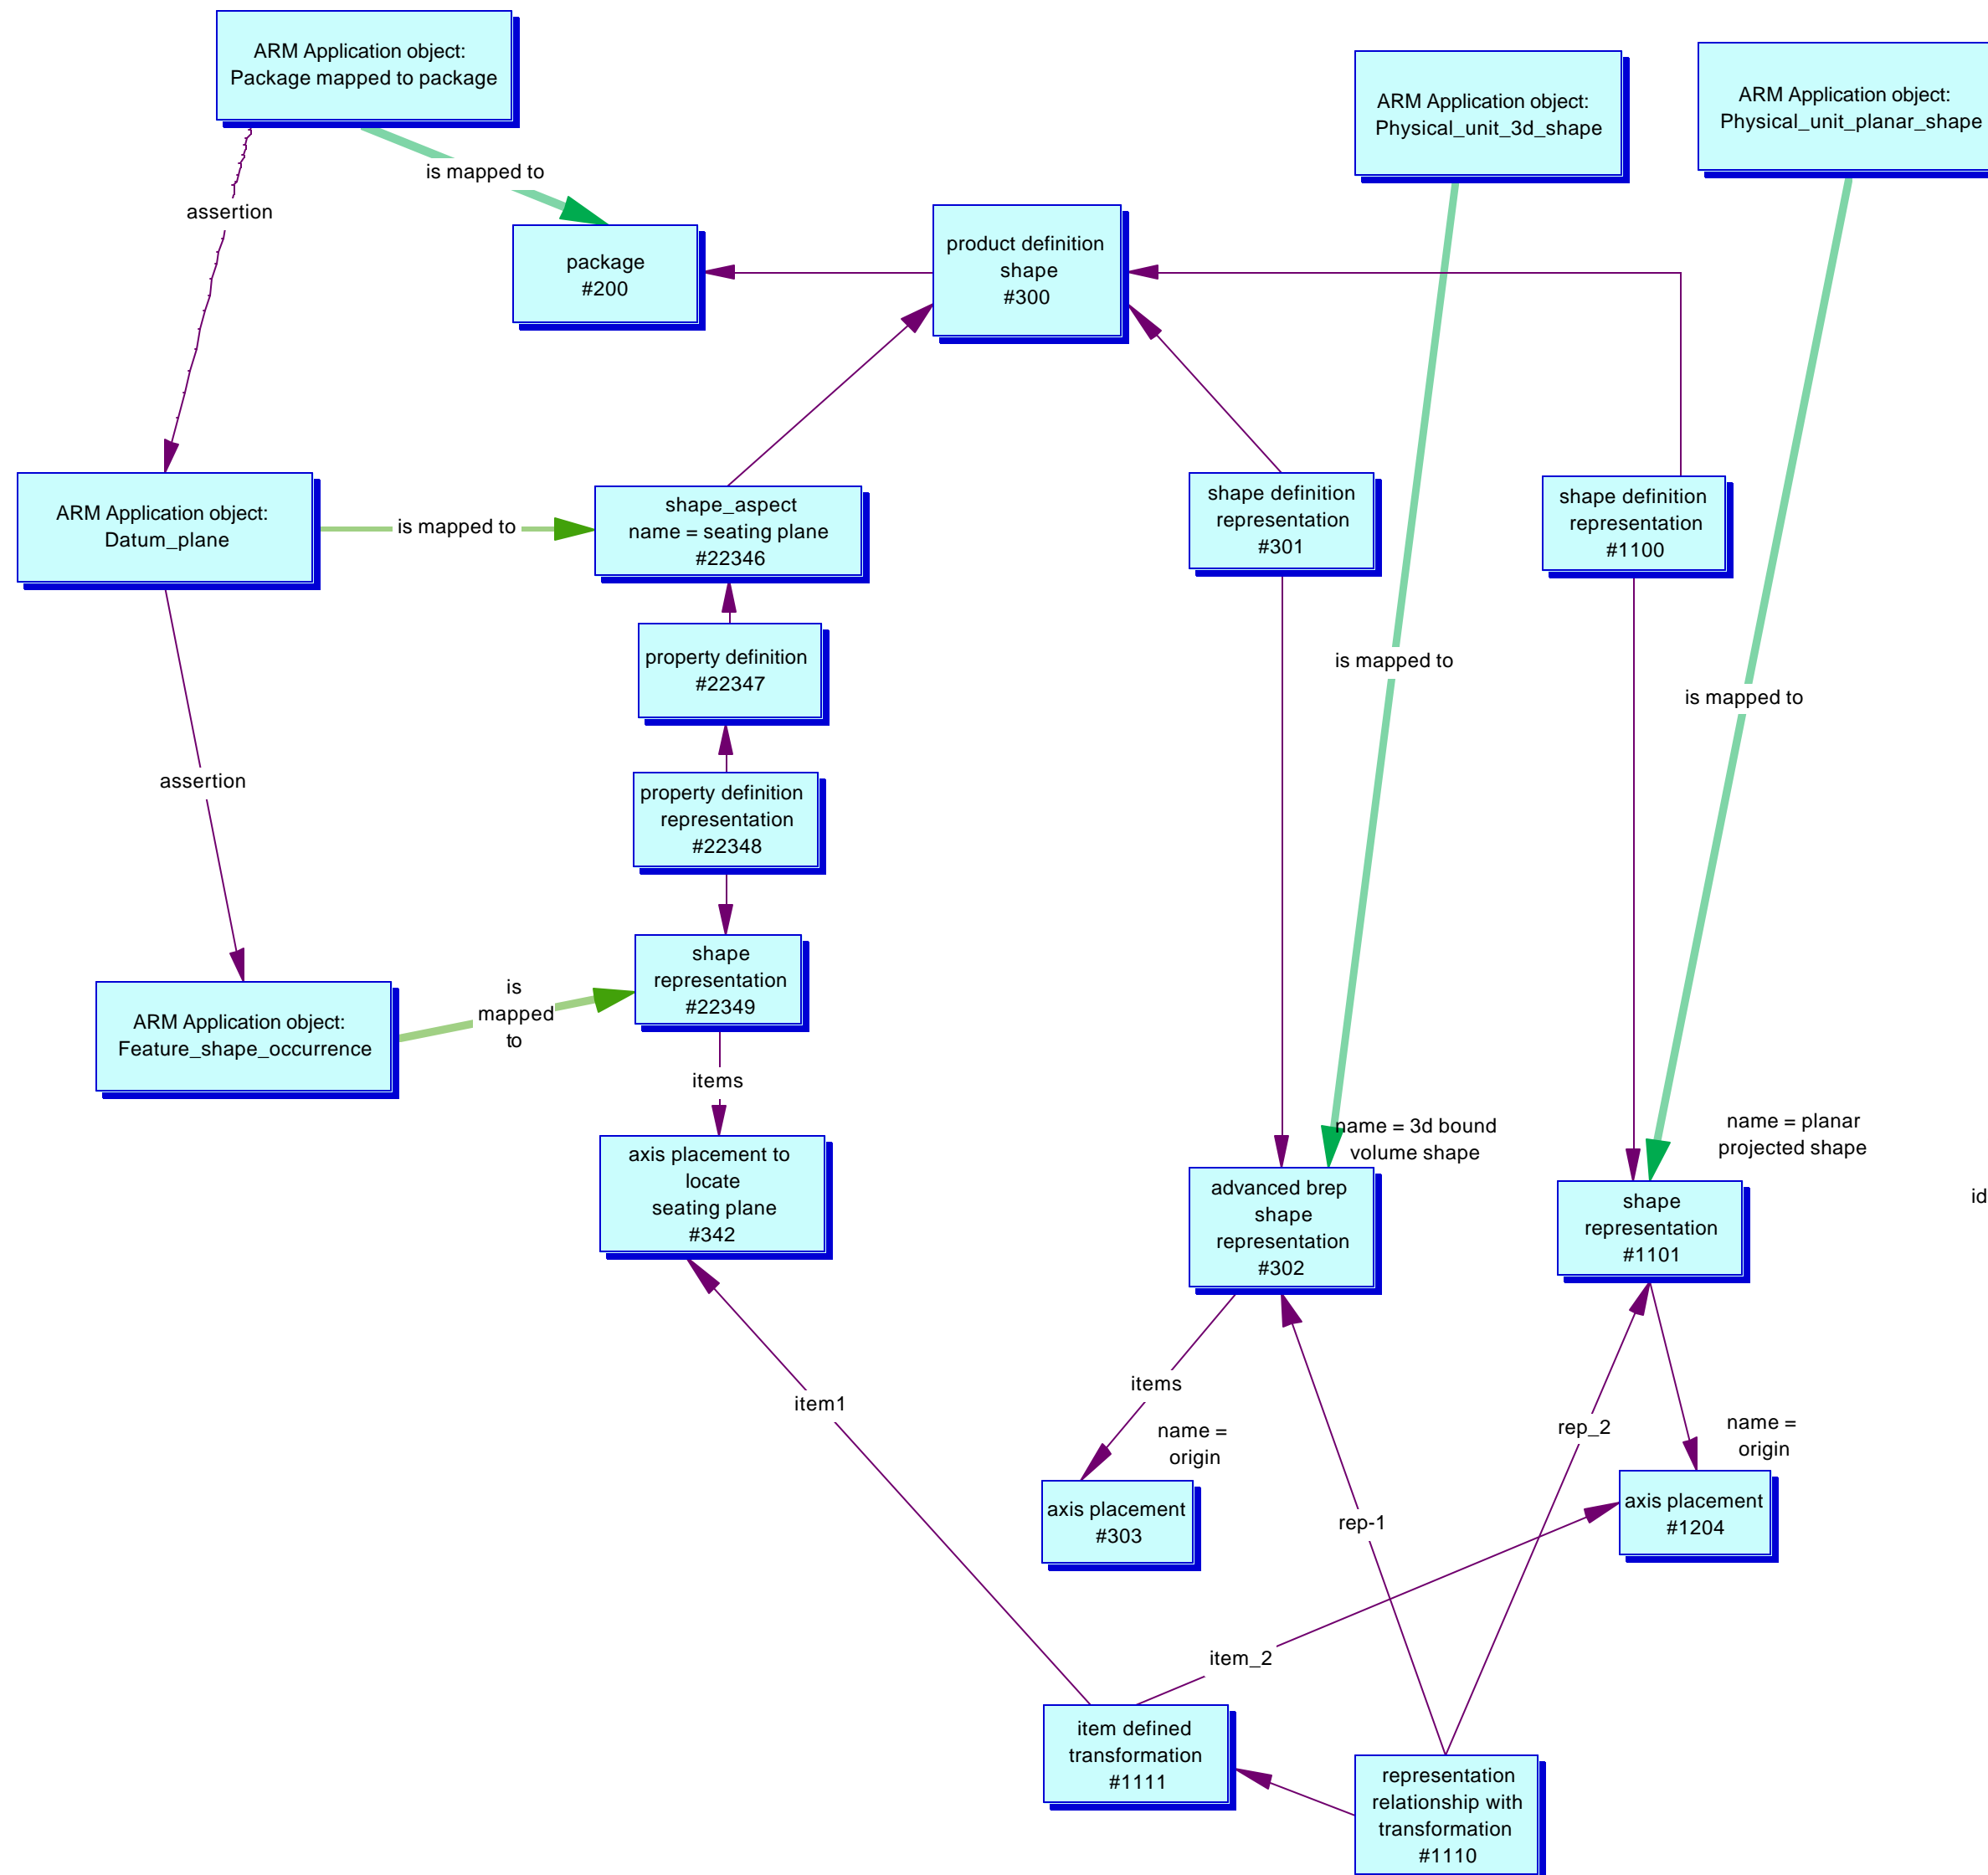 ARM Application object:
Package mapped to package
ARM Application object:
Physical_unit_3d_shape
ARM Application object:
Physical_unit_planar_shape
is mapped to
assertion
package
#200
product definition
shape
#300
ARM Application object:
Datum_plane
is mapped to
shape_aspect
name = seating plane
#22346
shape definition
representation
#301
shape definition
representation
#1100
property definition
#22347
is mapped to
is mapped to
assertion
property definition
representation
#22348
shape
representation
#22349
is
mapped
to
ARM Application object:
Feature_shape_occurrence
items
name = 3d bound
volume shape
name = planar
projected shape
axis placement to
locate
seating plane
#342
advanced brep
shape
representation
#302
shape
representation
#1101
id
items
item1
name =
origin
rep_2
name =
origin
axis placement
#303
rep-1
axis placement
#1204
item_2
item defined
transformation
#1111
representation
relationship with
transformation
#1110